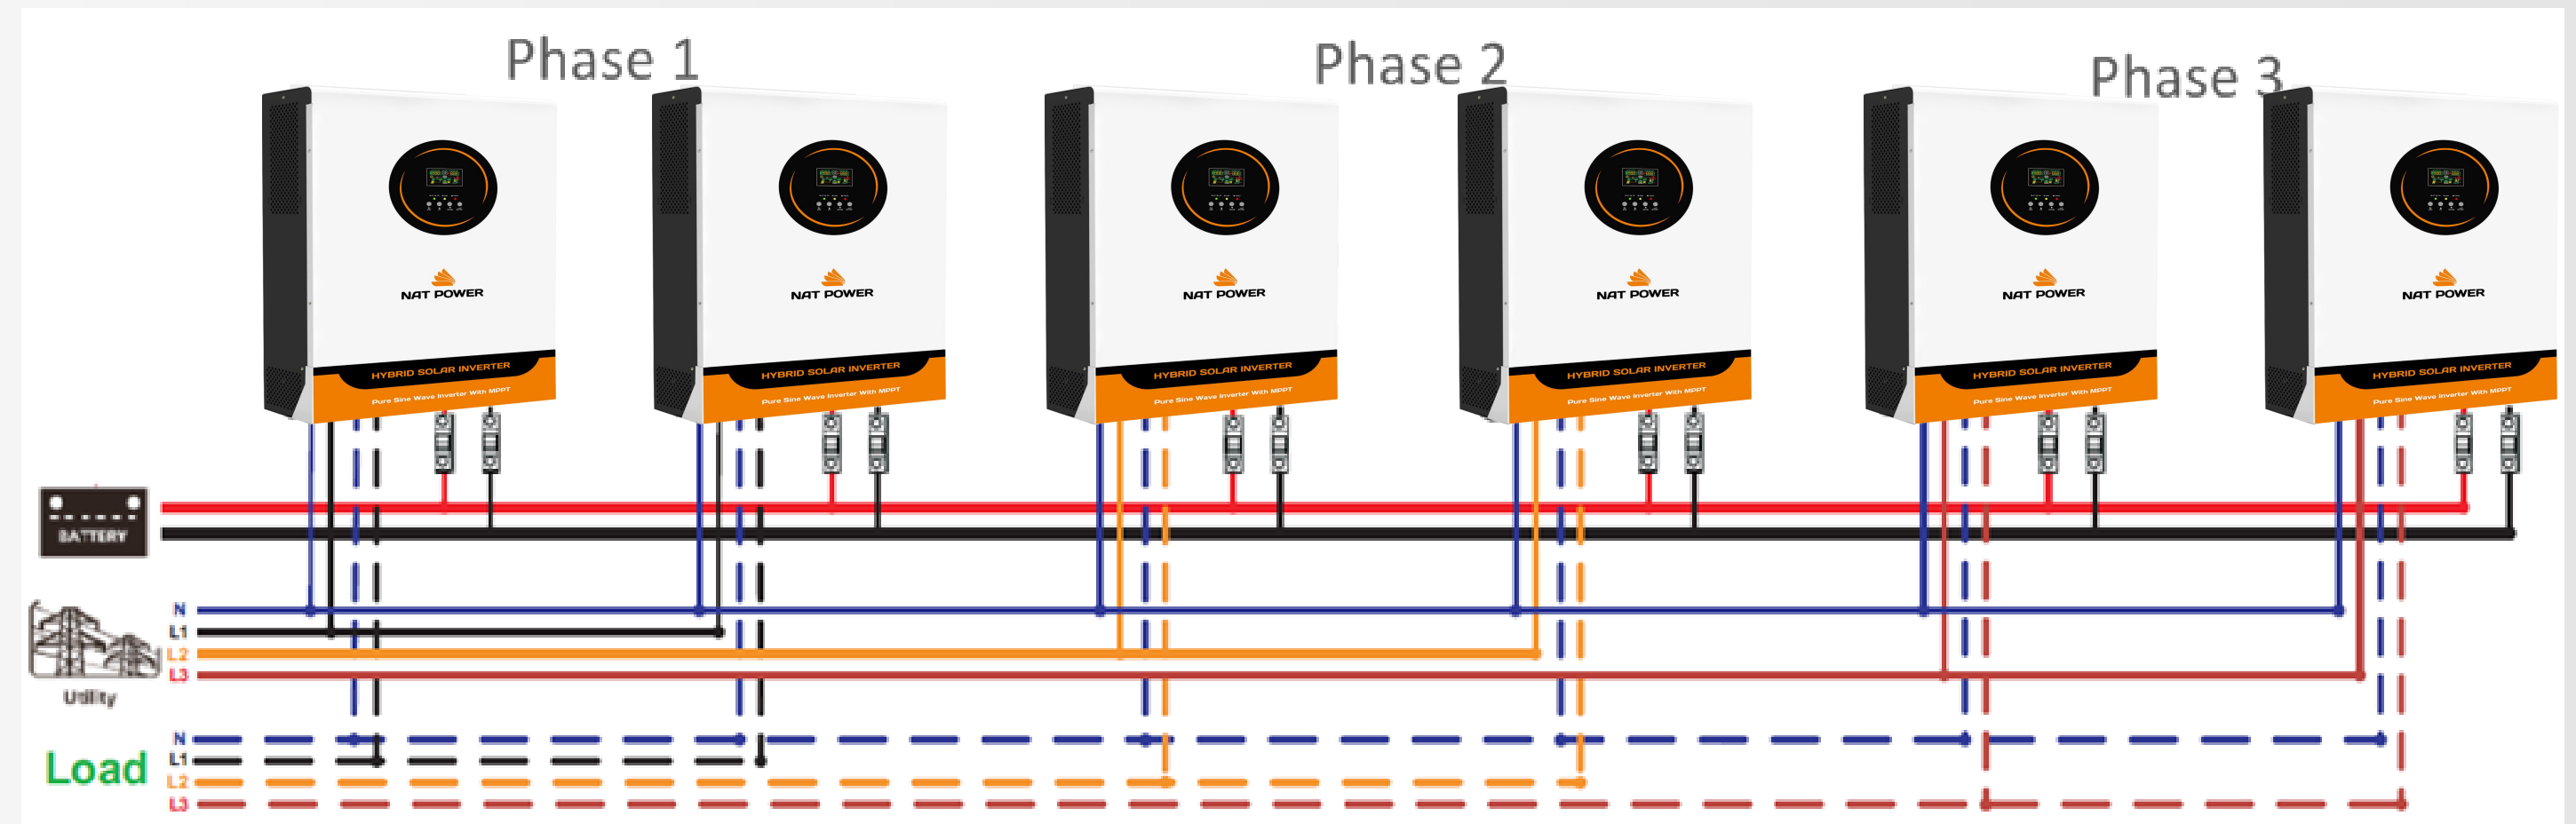 Phase 1
Phase 2
Phase 3
NAT POWER
NAT POWER
NAT POWER
NAT POWER
NAT POWER
NAT POWER
HYBRID SOLAR INVERTER
Pure Sine Wave Inverter With MPPT
HYBRID SOLAR INVERTER
Pure Sine Wave Inverter With MPPT
HYBRID SOLAR INVERTER
Pure Sine Wave Inverter With MPPT
HYBRID SOLAR INVERTER
Pure Sine Wave Inverter With MPPT
HYBRID SOLAR INVERTER
Pure Sine Wave Inverter With MPPT
HYBRID SOLAR INVERTER
Pure Sine Wave Inverter With MPPT
BATTERY
N
L1
L2
L3
Utility
Load
N
L1
L2
L3